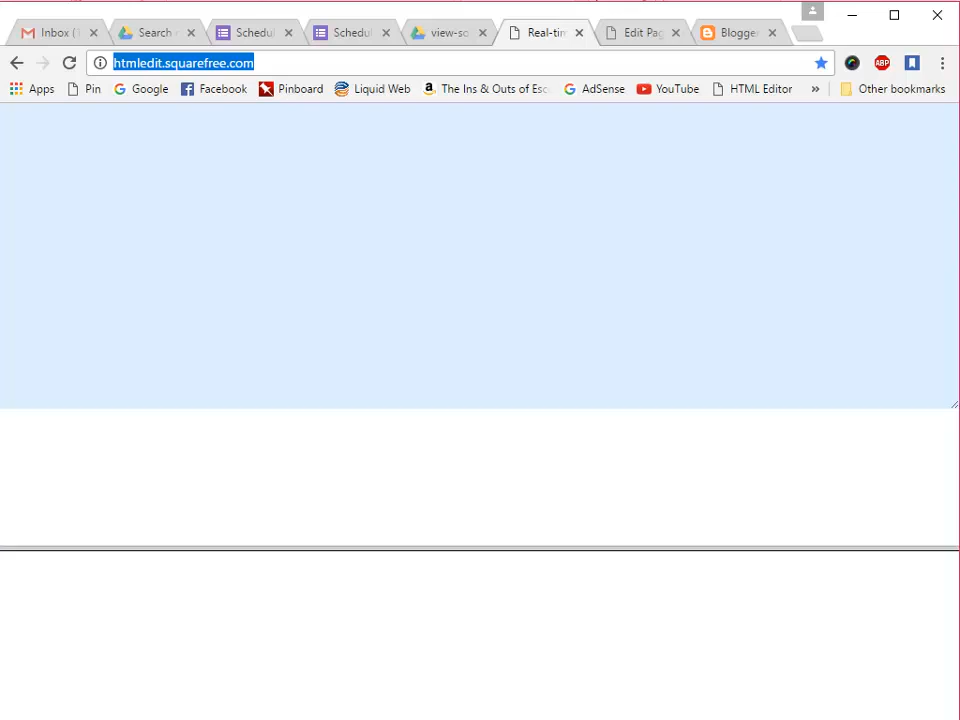 Inbox (
Search
Schedul
Schedul
view-so
Real-tim
Edit Pag
Blogger
htmledit.squarefree.com
ABP
Apps Pin Google Facebook Pinboard Liquid Web The Ins & Outs of Esc AdSense YouTube HTML Editor » Other bookmarks